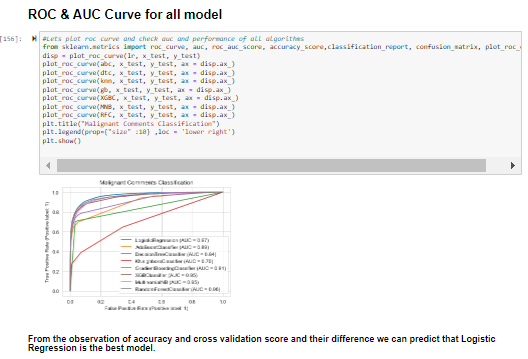 ROC & AUC Curve for all model
[156]:
#Lets plot roc curve and check auc and performance of all algorithms
from sklearn.metrics import roc_curve, auc, roc_auc_score, accuracy_score,classification_report, confusion_matrix, plot_roc_
disp = plot_roc_curve(lr, x_test, y_test)
plot_roc_curve(abc, x_test, y_test, ax = disp.ax_)
plot_roc_curve(dtc, x_test, y_test, ax = disp.ax_)
plot_roc_curve(knn, x_test, y_test, ax = disp.ax_)
plot_roc_curve(gb, x_test, y_test, ax = disp.ax_)
plot_roc_curve(XGBC, x_test, y_test, ax = disp.ax_)
plot_roc_curve(MNB, x_test, y_test, ax = disp.ax_)
plot_roc_curve(RFC, x_test, y_test, ax = disp.ax_)
plt.title("Malignant Comments Classification")
plt.legend(prop={"size" :10} ,loc = 'lower right')
plt.show()
Malignant Comments Classification
True Positive Rate (Positive label: 1)
1.0
0.8
0.6
0.4
0.2
0.0
LogisticRegression (AUC = 0.97)
AdaBoostClassifier (AUC = 0.89)
DecisionTreeClassifier (AUC = 0.84)
KNeighborsClassifier (AUC = 0.70)
GradientBoostingClassifier (AUC = 0.91)
(AUC = 0.95)
(AUC = 0.95)
RandomForestClassifier (AUC = 0.96)
0.0 0.2 0.4 0.6 0.8 1.0
False Positive Rate (Positive label: 1)
From the observation of accuracy and cross validation score and their difference we can predict that Logistic
Regression is the best model.